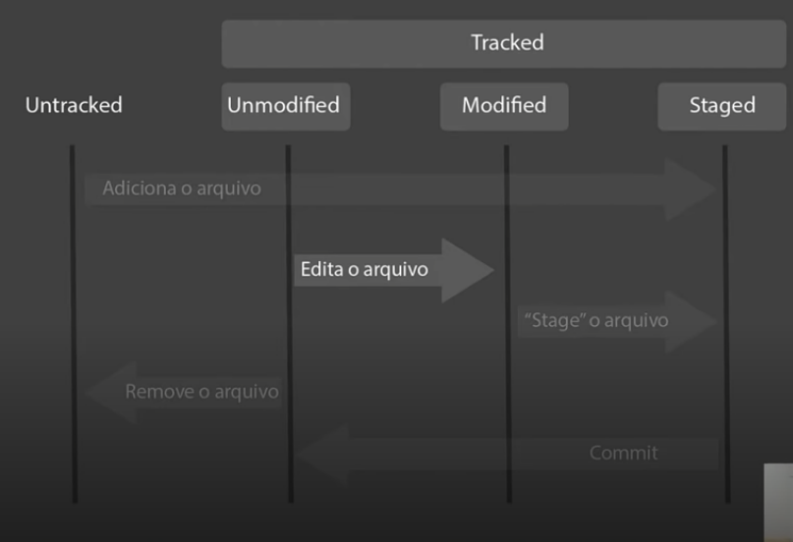 Tracked
Untracked
Unmodified
Modified
Staged
Adiciona o arquivo
Edita o arquivo
“Stage” o arquivo
Remove o arquivo
Commit